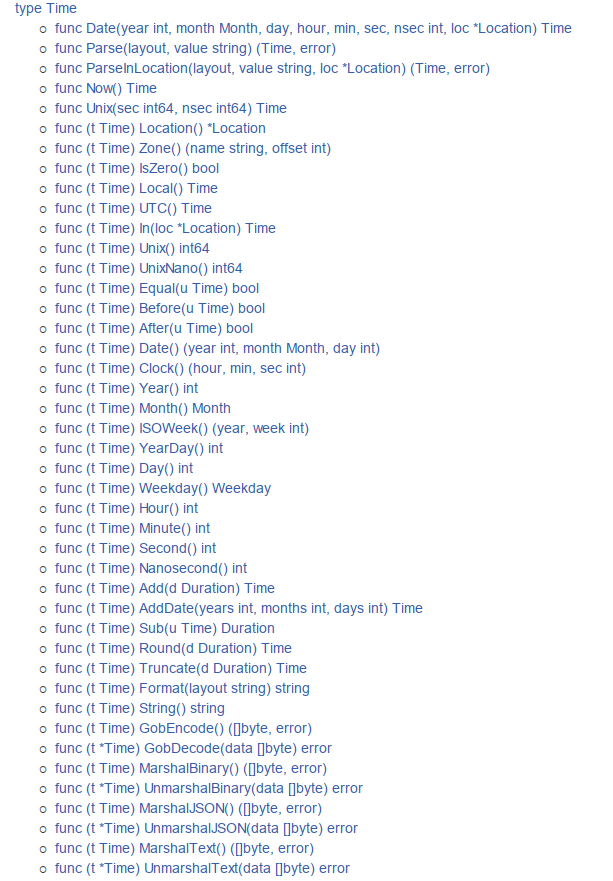 type Time
func Date(year int, month Month, day, hour, min, sec, nsec int, loc *Location) Time
func Parse(layout, value string) (Time, error)
func ParseInLocation(layout, value string, loc *Location) (Time, error)
func Now() Time
func Unix(sec int64, nsec int64) Time
func (t Time) Location() *Location
func (t Time) Zone() (name string, offset int)
func (t Time) IsZero() bool
func (t Time) Local() Time
func (t Time) UTC() Time
func (t Time) In(loc *Location) Time
func (t Time) Unix() int64
func (t Time) UnixNano() int64
func (t Time) Equal(u Time) bool
func (t Time) Before(u Time) bool
func (t Time) After(u Time) bool
func (t Time) Date() (year int, month Month, day int)
func (t Time) Clock() (hour, min, sec int)
func (t Time) Year() int
func (t Time) Month() Month
func (t Time) ISOWeek() (year, week int)
func (t Time) YearDay() int
func (t Time) Day() int
func (t Time) Weekday() Weekday
func (t Time) Hour() int
func (t Time) Minute() int
func (t Time) Second() int
func (t Time) Nanosecond() int
func (t Time) Add(d Duration) Time
func (t Time) AddDate(years int, months int, days int) Time
func (t Time) Sub(u Time) Duration
func (t Time) Round(d Duration) Time
func (t Time) Truncate(d Duration) Time
func (t Time) Format(layout string) string
func (t Time) String() string
func (t Time) GobEncode() ([]byte, error)
func (t *Time) GobDecode(data []byte) error
func (t Time) MarshalBinary() ([]byte, error)
func (t *Time) UnmarshalBinary(data []byte) error
func (t Time) MarshalJSON() ([]byte, error)
func (t *Time) UnmarshalJSON(data []byte) error
func (t Time) MarshalText() ([]byte, error)
func (t *Time) UnmarshalText(data []byte) error